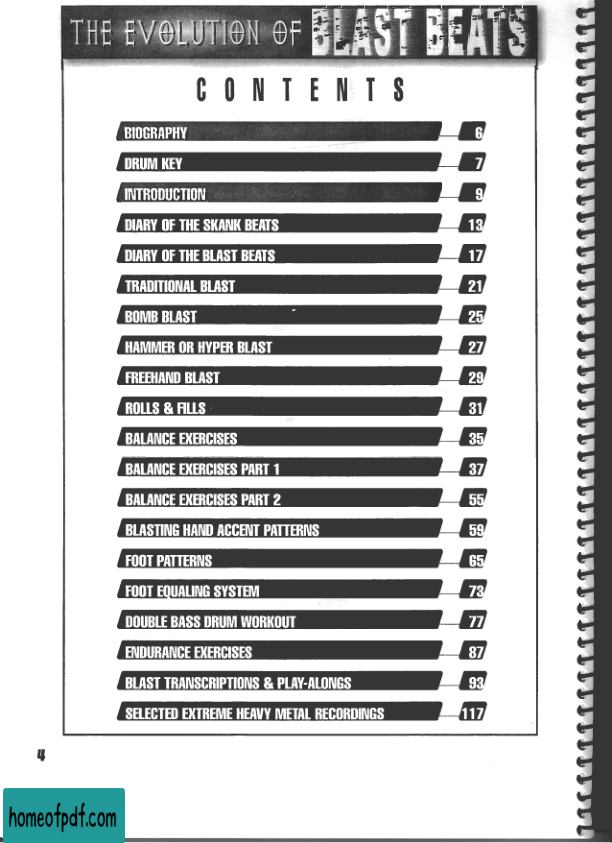 THE EVOLUTION OF BLAST BEATS
CONTENTS
BIOGRAPHY 6
DRUM KEY 7
INTRODUCTION 9
DIARY OF THE SKANK BEATS 13
DIARY OF THE BLAST BEATS 17
TRADITIONAL BLAST 21
BOMB BLAST 25
HAMMER OR HYPER BLAST 27
FREEHAND BLAST 29
ROLLS & FILLS 31
BALANCE EXERCISES 35
BALANCE EXERCISES PART 1 37
BALANCE EXERCISES PART 2 55
BLASTING HAND ACCENT PATTERNS 59
FOOT PATTERNS 65
FOOT EQUALING SYSTEM 73
DOUBLE BASS DRUM WORKOUT 77
ENDURANCE EXERCISES 87
BLAST TRANSCRIPTIONS & PLAY-ALONGS 93
SELECTED EXTREME HEAVY METAL RECORDINGS 117
4
homeofpdf.com